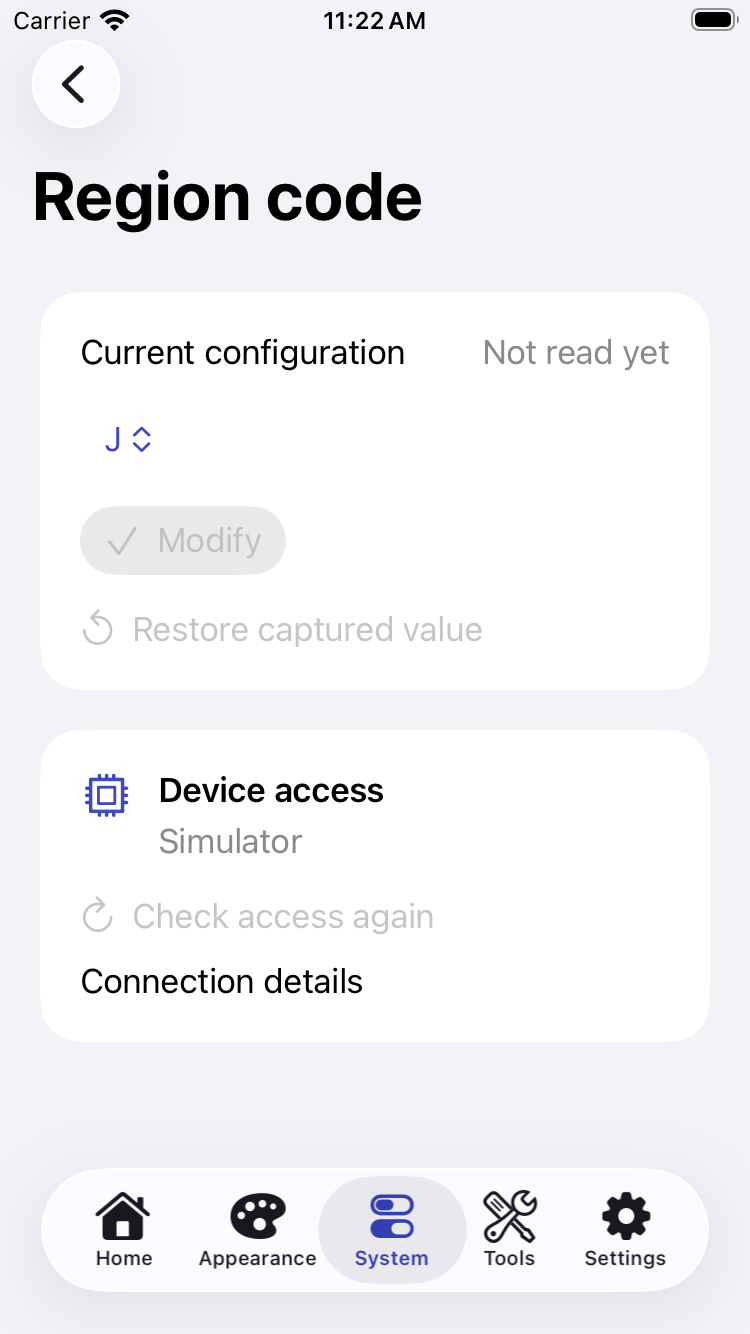 Carrier 11:22 AM
Region code
Current configuration Not read yet
J
Modify
Restore captured value
Device access
Simulator
Check access again
Connection details
Home Appearance System Tools Settings